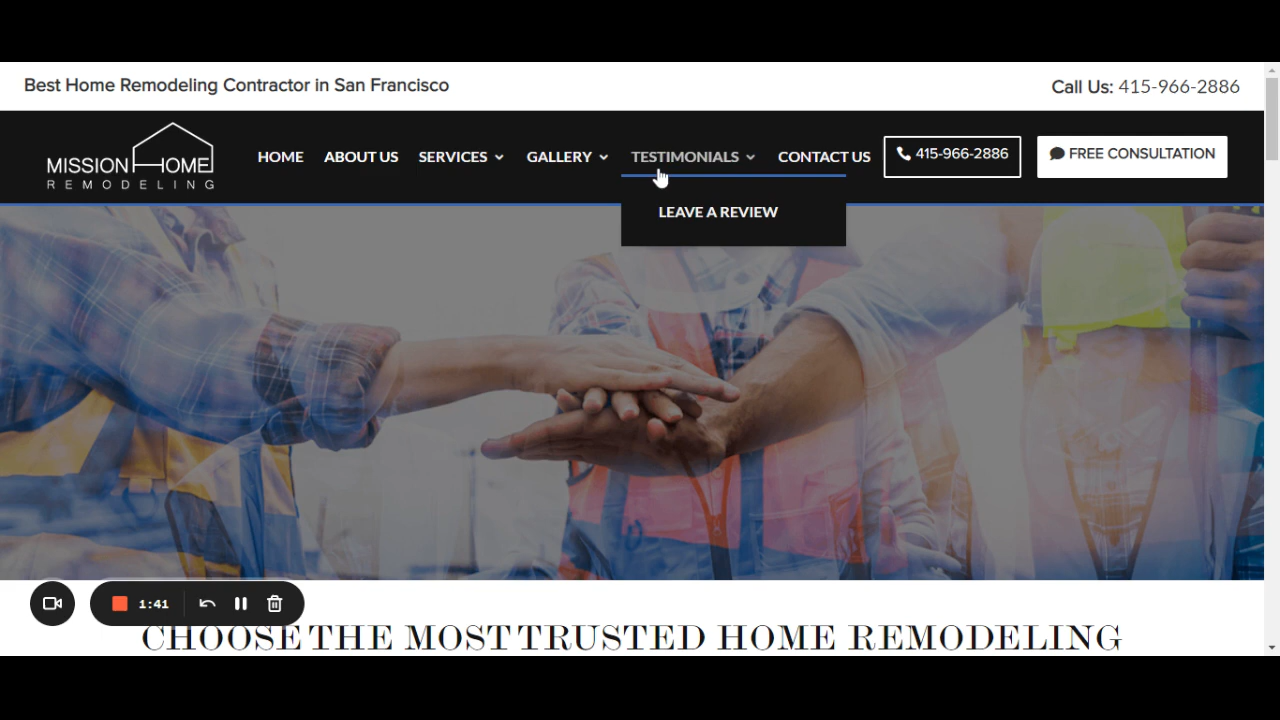 Best Home Remodeling Contractor in San Francisco
Call Us: 415-966-2886
MISSION HOME
REMODELING
HOME ABOUT US SERVICES GALLERY TESTIMONIALS CONTACT US 415-966-2886 FREE CONSULTATION
LEAVE A REVIEW
1:41
CHOOSE THE MOST TRUSTED HOME REMODELING